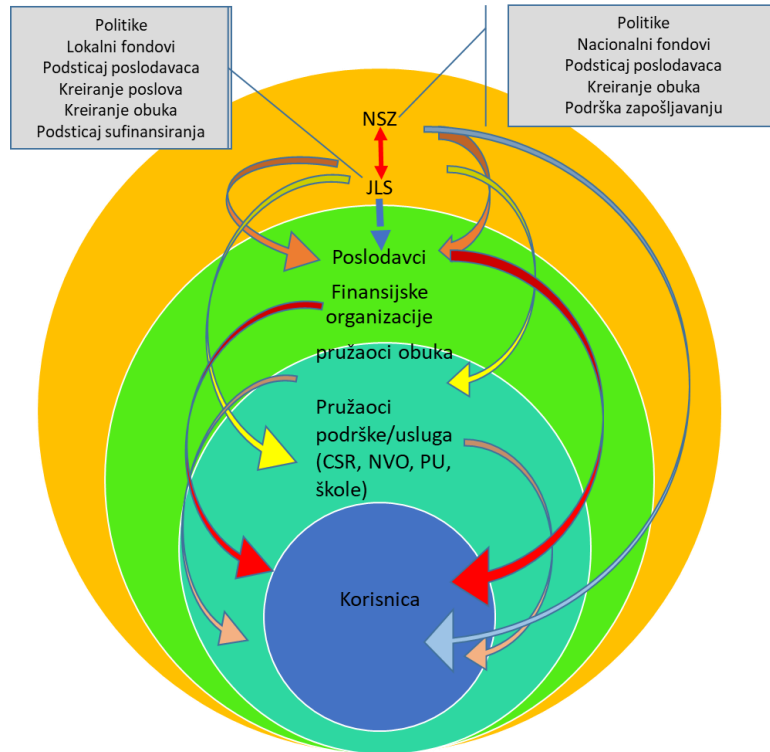 Politike
Lokalni fondovi
Podsticaj poslodavaca
Kreiranje poslova
Kreiranje obuka
Podsticaj sufinansiranja
Politike
Nacionalni fondovi
Podsticaj poslodavaca
Kreiranje obuka
Podrška zapošljavanju
NSZ
JLS
Poslodavci
Finansijske
organizacije
pružaoci obuka
Pružaoci
podrške/usluga
(CSR, NVO, PU,
škole)
Korisnica